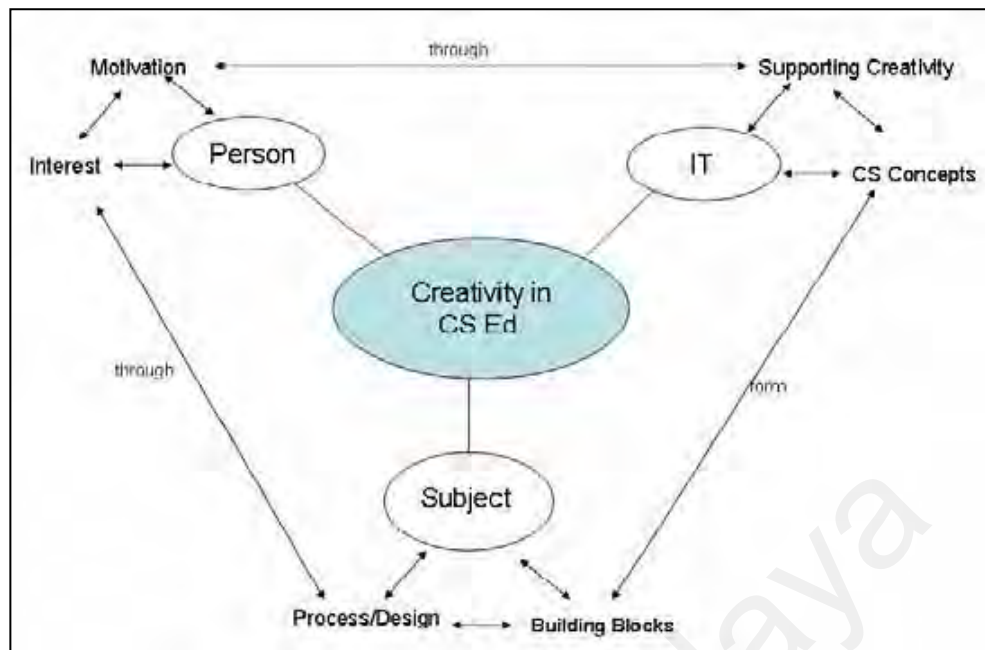 through
Motivation
Supporting Creativity
Person
IT
Interest
CS Concepts
Creativity in
CS Ed
through
form
Subject
Process/Design
Building Blocks
aya